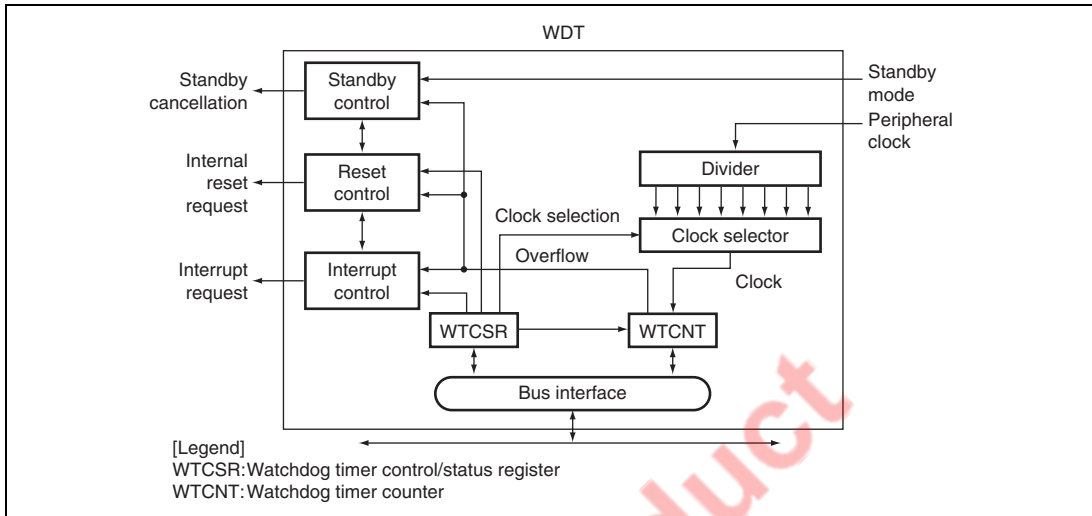 WDT
Standby
cancellation
Standby
control
Standby
mode
Peripheral
clock
Internal
reset
request
Reset
control
Divider
Clock selection
Clock selector
Overflow
Clock
Interrupt
request
Interrupt
control
WTCSR
WTCNT
Bus interface
[Legend]
WTCSR: Watchdog timer control/status register
WTCNT: Watchdog timer counter
duct